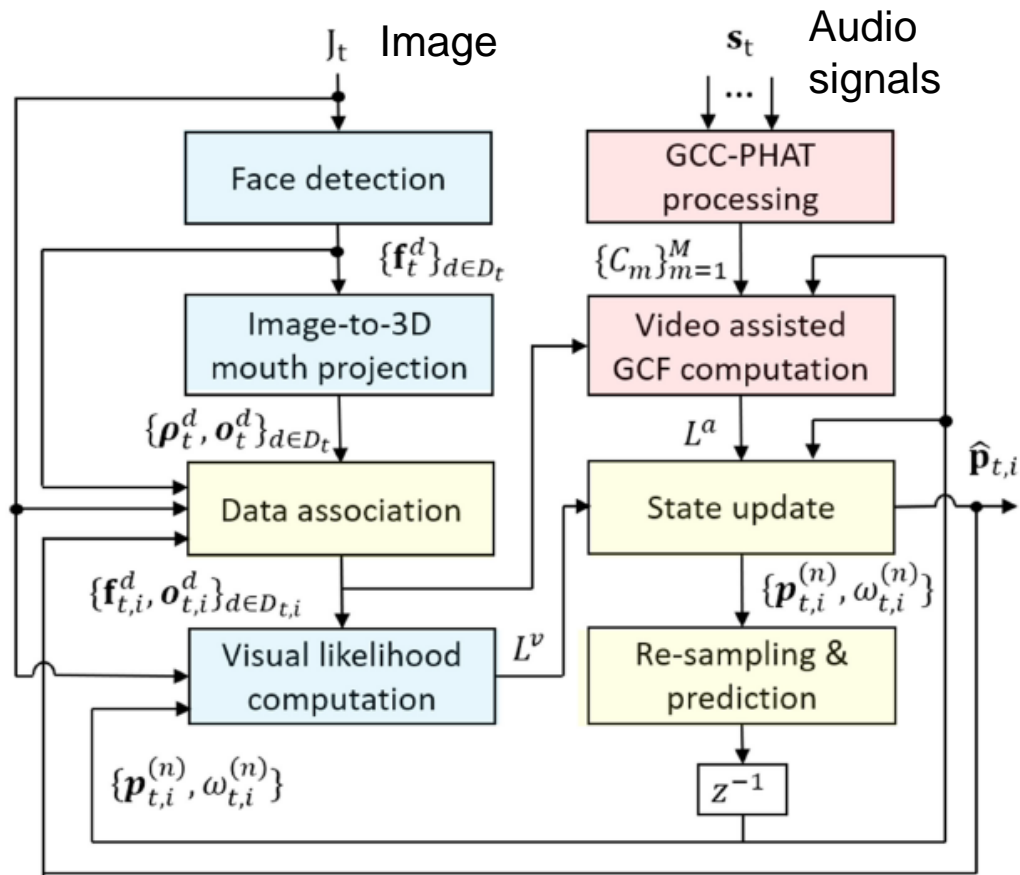 J_t Image
s_t Audio
signals
...
Face detection
GCC-PHAT
processing
{f_t^d}_{d∈D_t}
{C_m}_{m=1}^M
Image-to-3D
mouth projection
Video assisted
GCF computation
{ρ_t^d, o_t^d}_{d∈D_t}
L^a
p̂_{t,i}
Data association
State update
{f_{t,i}^d, o_{t,i}^d}_{d∈D_{t,i}}
{p_{t,i}^{(n)}, ω_{t,i}^{(n)}}
Visual likelihood
computation
L^v
Re-sampling &
prediction
{p_{t,i}^{(n)}, ω_{t,i}^{(n)}}
z^{-1}